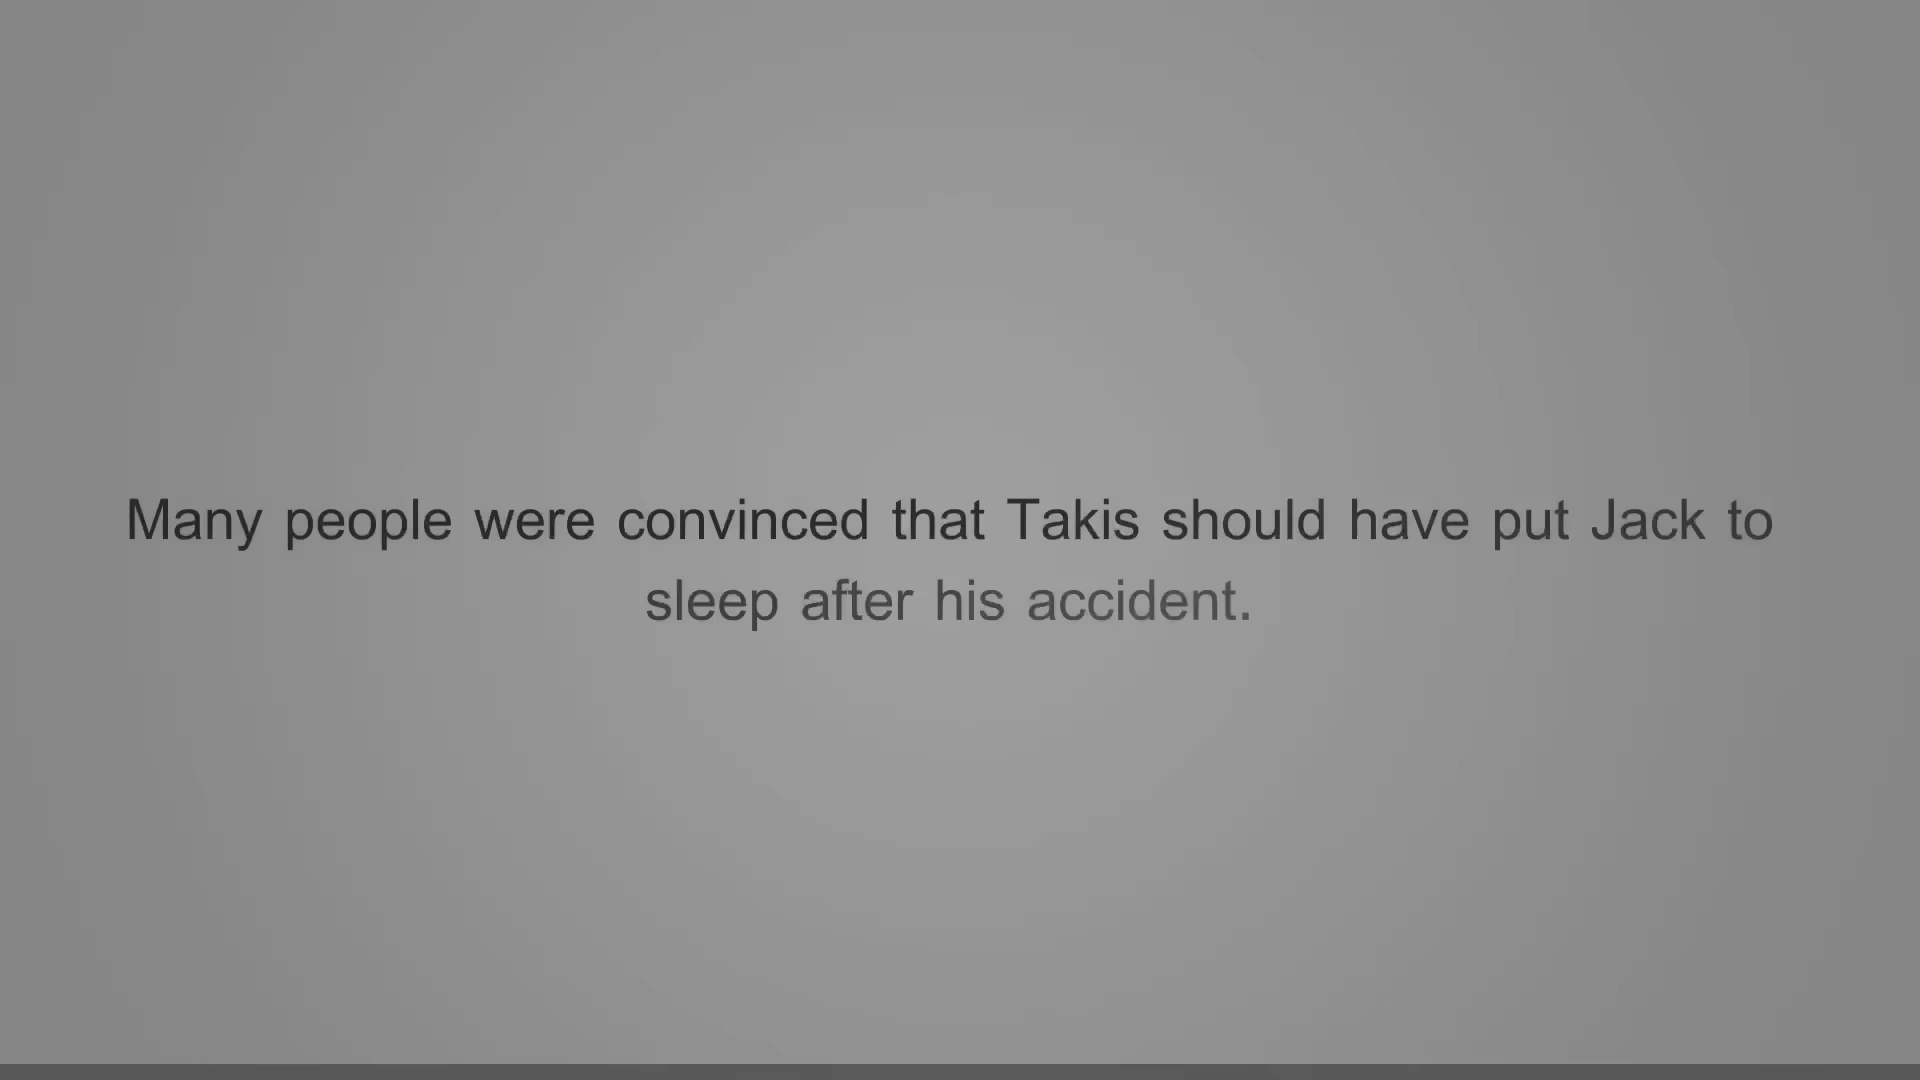 Many people were convinced that Takis should have put Jack to
sleep after his accident.